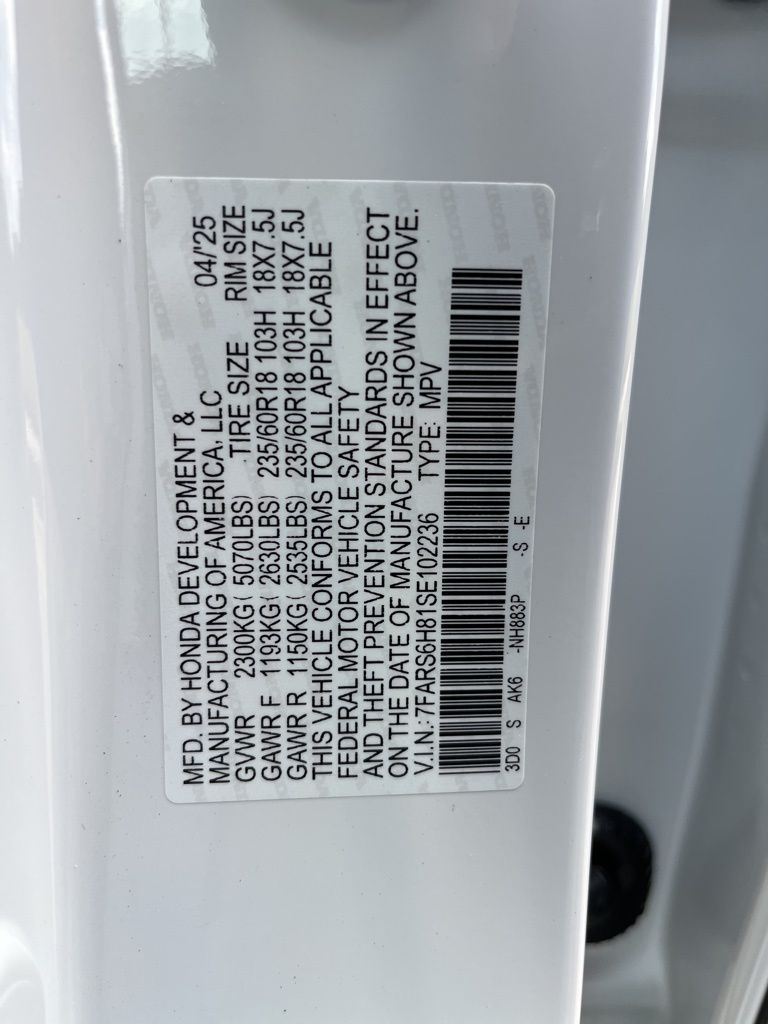 MFD. BY HONDA DEVELOPMENT & 04/'25
MANUFACTURING OF AMERICA, LLC
TIRE SIZE RIM SIZE
GVWR 2300KG( 5070LBS)
GAWR F 1193KG( 2630LBS) 235/60R18 103H 18X7.5J
GAWR R 1150KG( 2535LBS) 235/60R18 103H 18X7.5J
THIS VEHICLE CONFORMS TO ALL APPLICABLE
FEDERAL MOTOR VEHICLE SAFETY
AND THEFT PREVENTION STANDARDS IN EFFECT
ON THE DATE OF MANUFACTURE SHOWN ABOVE.
V.I.N.: 7FARS6H81SE102236 TYPE: MPV
3D0 S AK6 -NH883P -S -E
HONDA